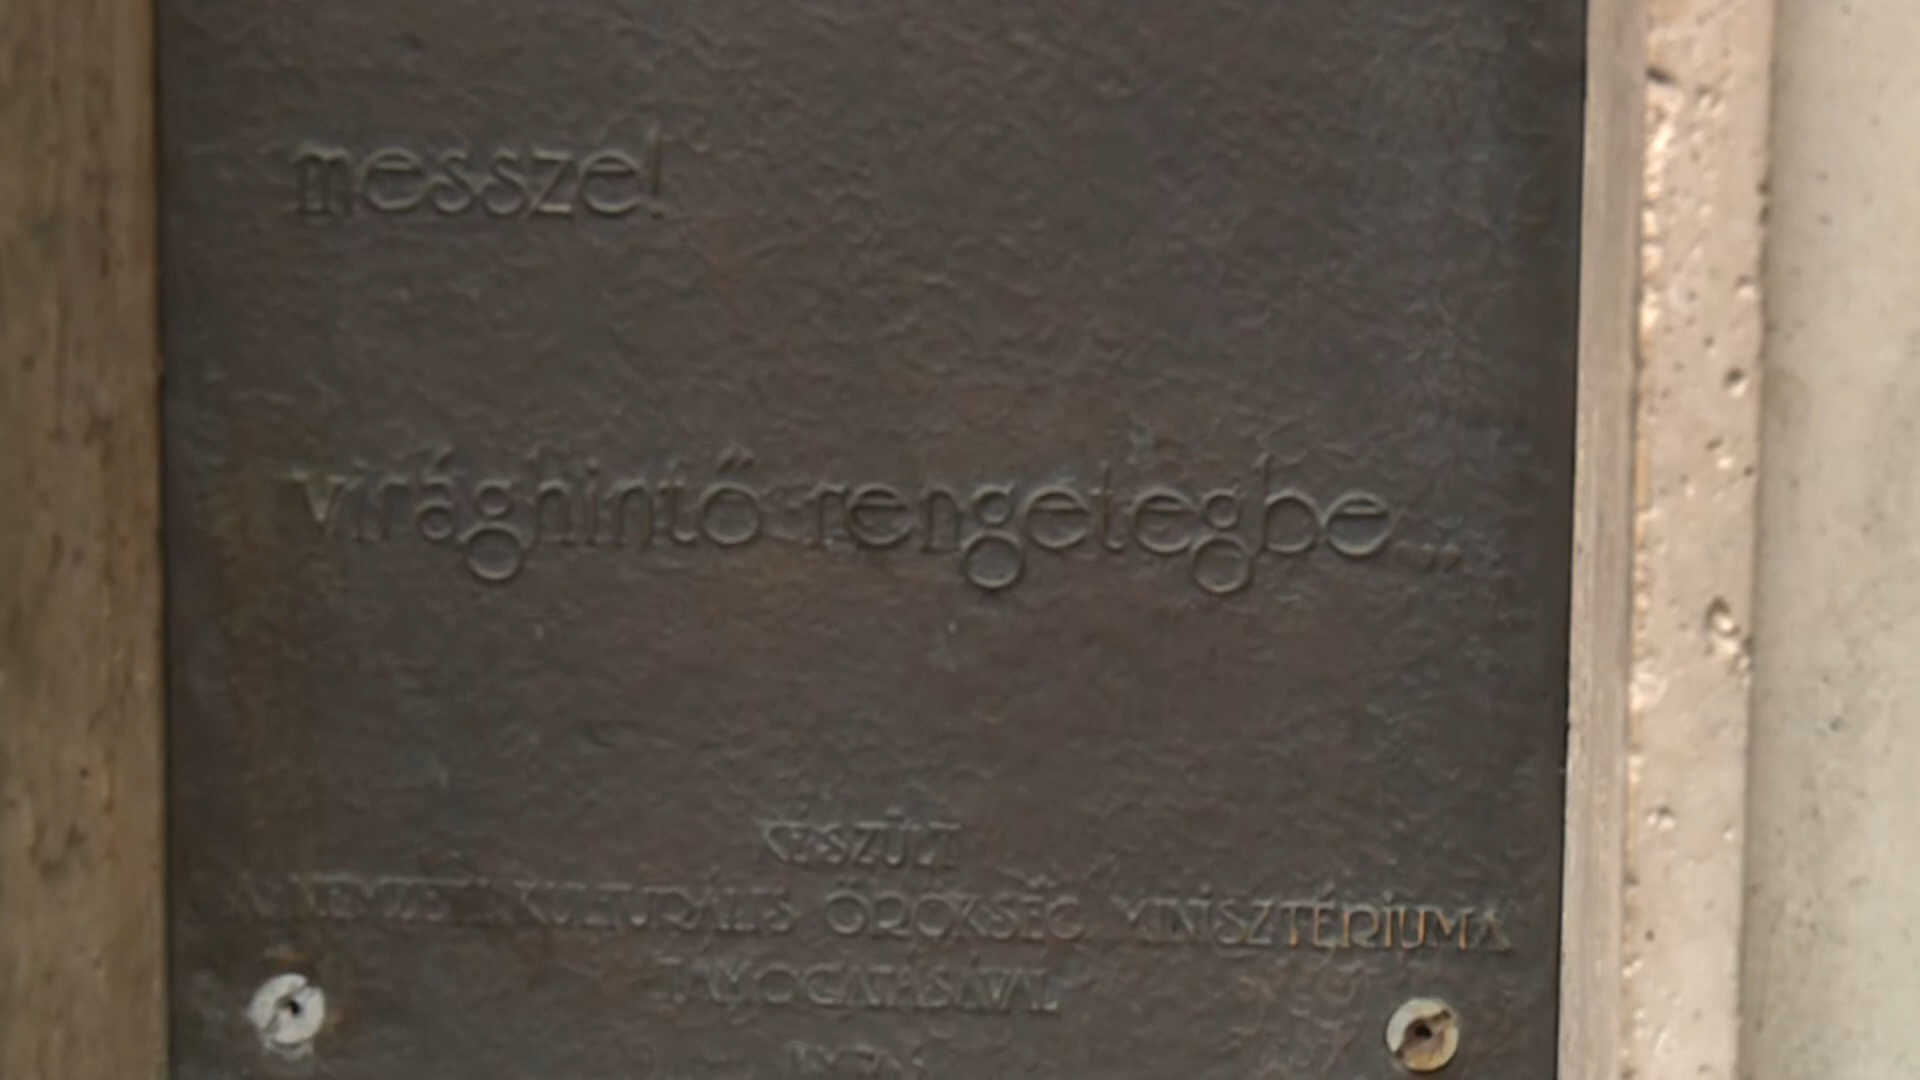 messze!
virághintő rengetegbe...
KÉSZÜLT
A NEMZETI KULTURÁLIS ÖRÖKSÉG MINISZTÉRIUMA
TÁMOGATÁSÁVAL